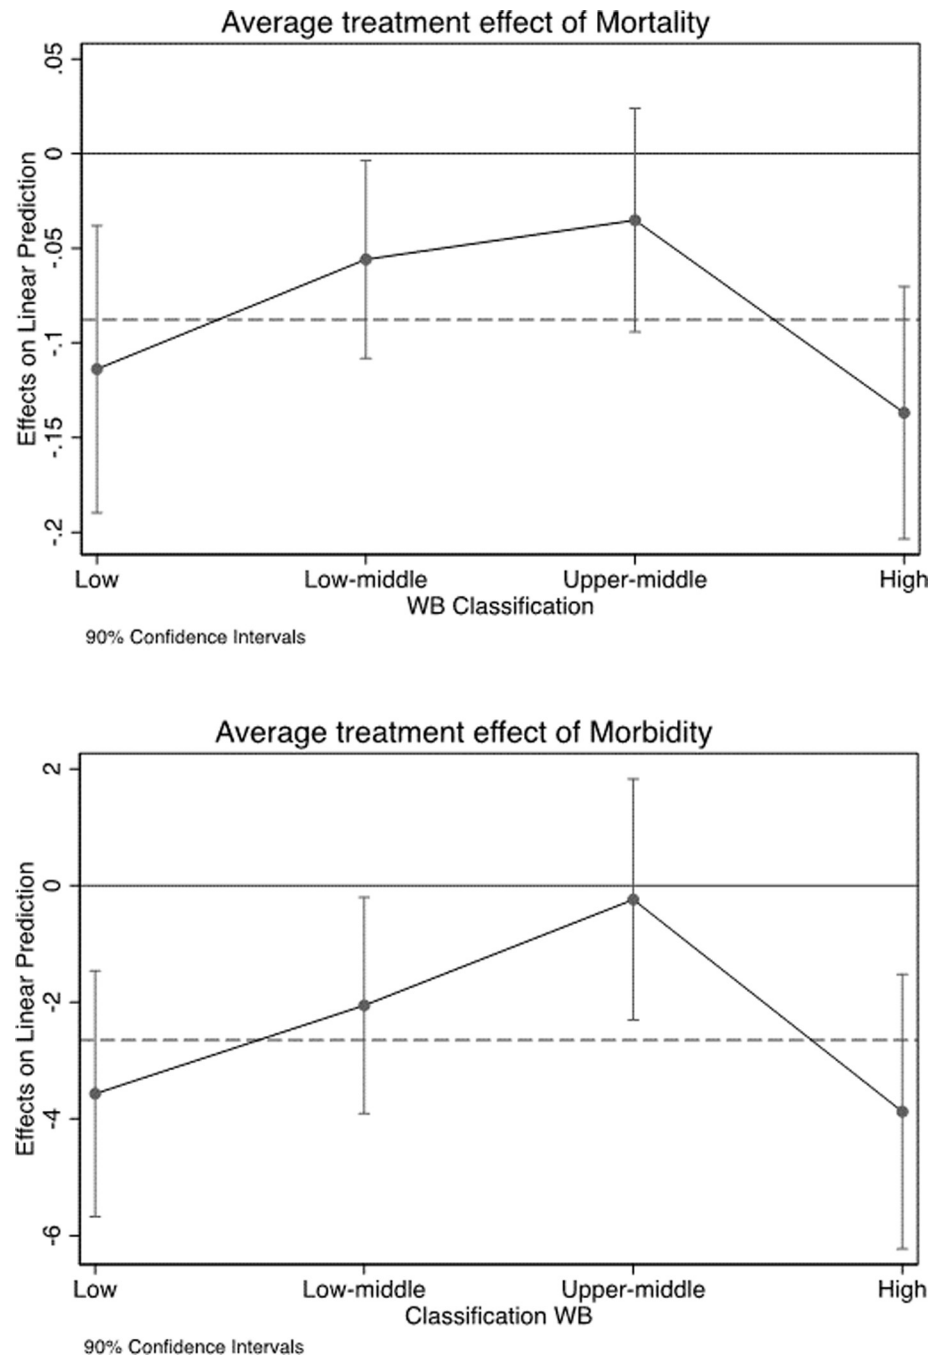 Average treatment effect of Mortality
Effects on Linear Prediction
.05
0
-.05
-.1
-.15
-.2
Low
Low-middle
Upper-middle
High
WB Classification
90% Confidence Intervals
Average treatment effect of Morbidity
Effects on Linear Prediction
2
0
-2
-4
-6
Low
Low-middle
Upper-middle
High
Classification WB
90% Confidence Intervals